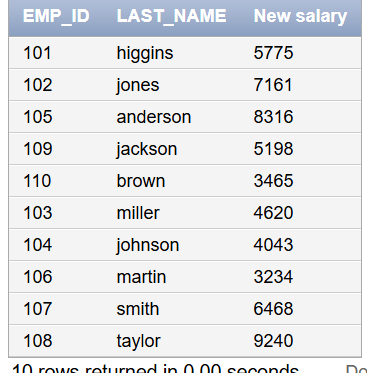 EMP_ID LAST_NAME New salary
101 higgins 5775
102 jones 7161
105 anderson 8316
109 jackson 5198
110 brown 3465
103 miller 4620
104 johnson 4043
106 martin 3234
107 smith 6468
108 taylor 9240
10 rows returned in 0.00 seconds